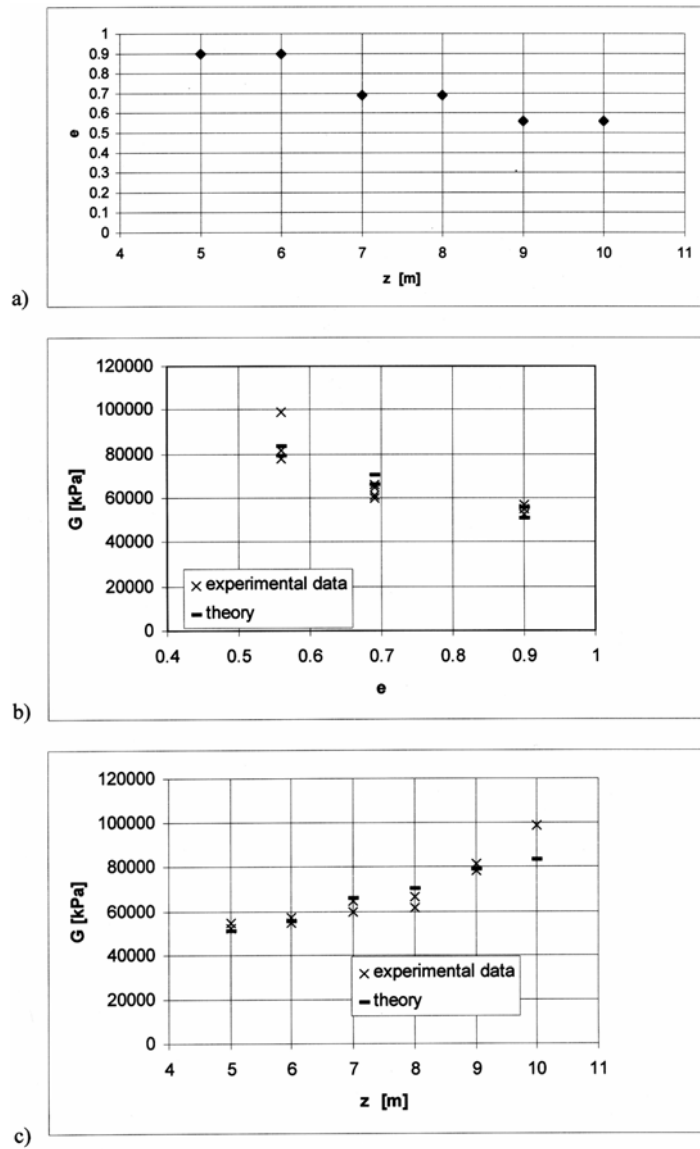 1
0.9
0.8
0.7
0.6
0.5
0.4
0.3
0.2
0.1
0
e
4 5 6 7 8 9 10 11
z [m]
a)
120000
100000
80000
60000
40000
20000
0
G [kPa]
experimental data
theory
0.4 0.5 0.6 0.7 0.8 0.9 1
e
b)
120000
100000
80000
60000
40000
20000
0
G [kPa]
experimental data
theory
4 5 6 7 8 9 10 11
z [m]
c)